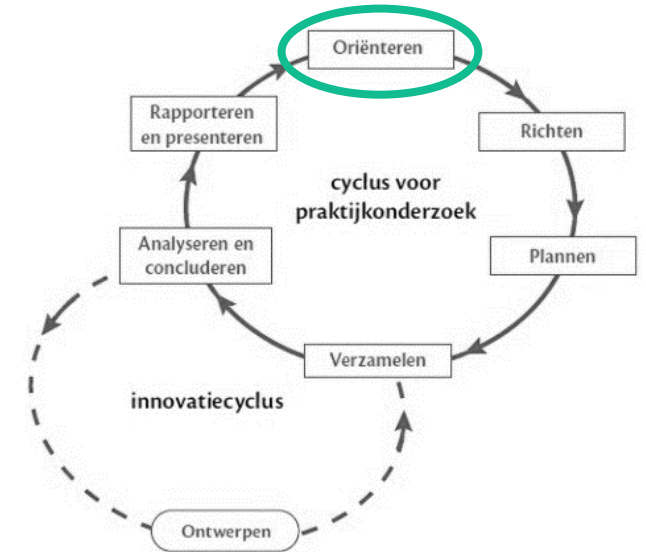 Oriënteren
Rapporteren
en presenteren
Richten
cyclus voor
praktijkonderzoek
Analyseren en
concluderen
Plannen
Verzamelen
innovatiecyclus
Ontwerpen